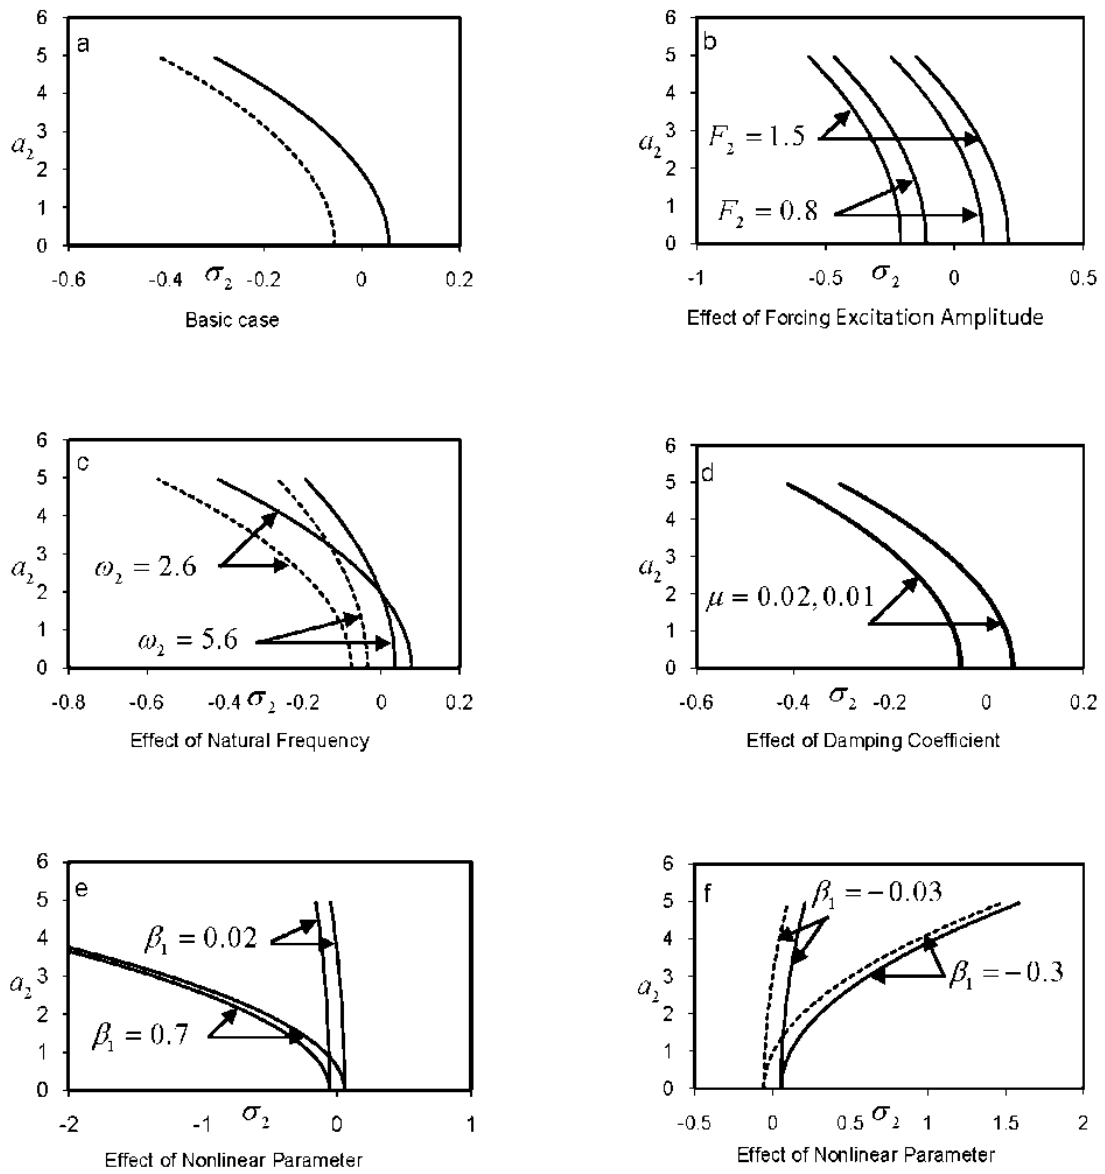 a
6
5
4
3
2
1
0
a₂
-0.6
-0.4
σ₂
-0.2
0
0.2
Basic case
b
6
5
4
3
2
1
0
a₂
F₂ = 1.5
F₂ = 0.8
-1
-0.5
σ₂
0
0.5
Effect of Forcing Excitation Amplitude
c
6
5
4
3
2
1
0
a₂
ω₂ = 2.6
ω₂ = 5.6
-0.8
-0.6
-0.4
σ₂
-0.2
0
0.2
Effect of Natural Frequency
d
6
5
4
3
2
1
0
a₂
μ = 0.02, 0.01
-0.6
-0.4
σ₂
-0.2
0
0.2
Effect of Damping Coefficient
e
6
5
4
3
2
1
0
a₂
β₁ = 0.02
β₁ = 0.7
-2
-1
σ₂
0
1
Effect of Nonlinear Parameter
f
6
5
4
3
2
1
0
a₂
β₁ = -0.03
β₁ = -0.3
-0.5
0
0.5
σ₂
1
1.5
2
Effect of Nonlinear Parameter